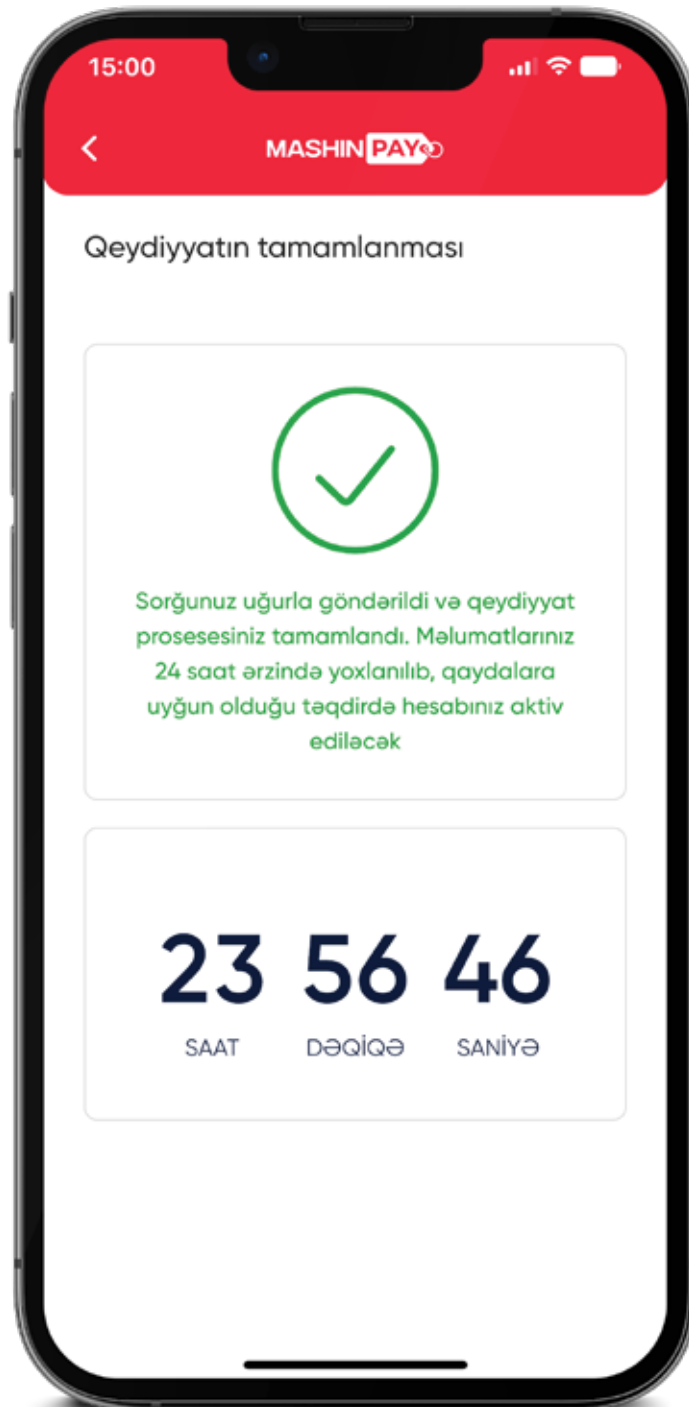 15:00
MASHIN PAY
Qeydiyyatın tamamlanması
Sorğunuz uğurla göndərildi və qeydiyyat
prosesesiniz tamamlandı. Məlumatlarınız
24 saat ərzində yoxlanılıb, qaydalara
uyğun olduğu təqdirdə hesabınız aktiv
ediləcək
23 56 46
SAAT DƏQİQƏ SANİYƏ